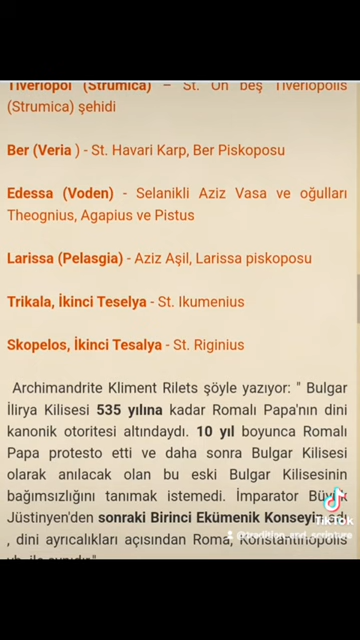 Tiveriopol (Strumica) – St. On beş Tiveriopolis
(Strumica) şehidi
Ber (Veria ) - St. Havari Karp, Ber Piskoposu
Edessa (Voden) - Selanikli Aziz Vasa ve oğulları
Theognius, Agapius ve Pistus
Larissa (Pelasgia) - Aziz Aşil, Larissa piskoposu
Trikala, İkinci Teselya - St. Ikumenius
Skopelos, İkinci Tesalya - St. Riginius
Archimandrite Kliment Rilets şöyle yazıyor: " Bulgar
İlirya Kilisesi 535 yılına kadar Romalı Papa'nın dini
kanonik otoritesi altındaydı. 10 yıl boyunca Romalı
Papa protesto etti ve daha sonra Bulgar Kilisesi
olarak anılacak olan bu eski Bulgar Kilisesinin
bağımsızlığını tanımak istemedi. İmparator Büyük
Jüstinyen'den sonraki Birinci Ekümenik Konseyin
, dini ayrıcalıkları açısından Roma, Konstantinopolis
TikTok